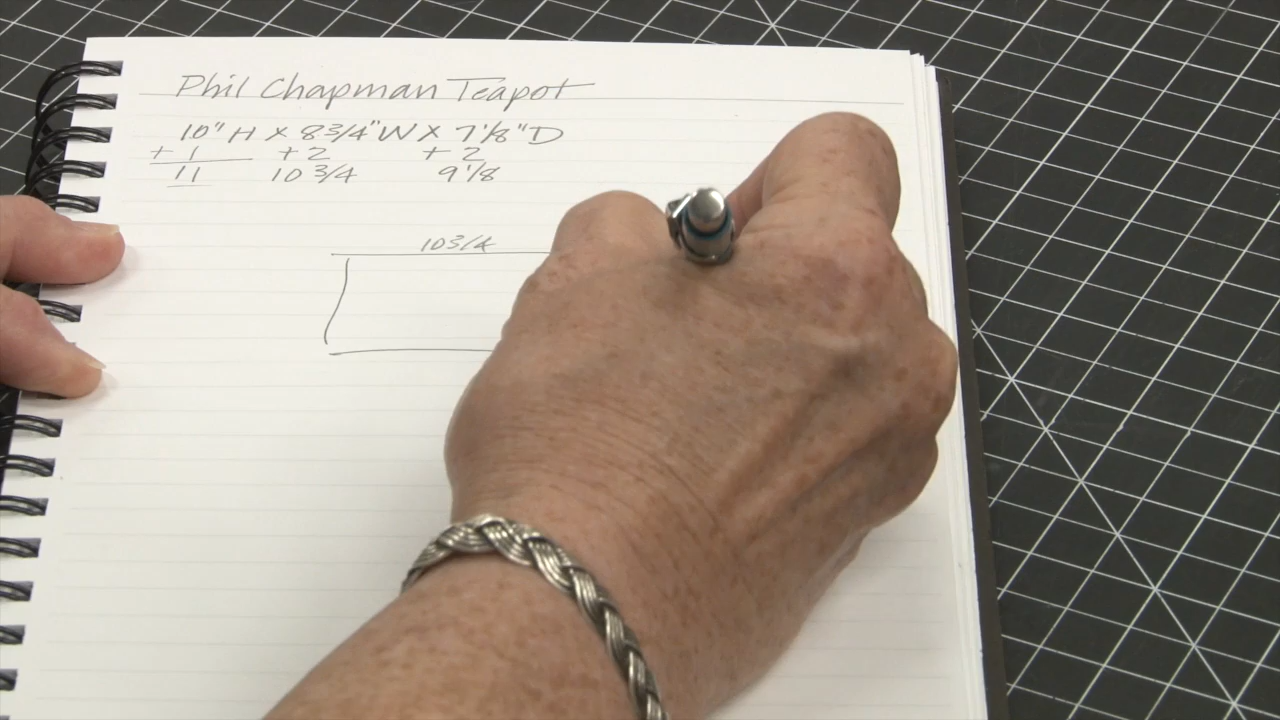 Phil Chapman Teapot
10" H X 8 3/4" W X 7 1/8" D
+ 1 + 2 + 2
11 10 3/4 9 1/8
10 3/4